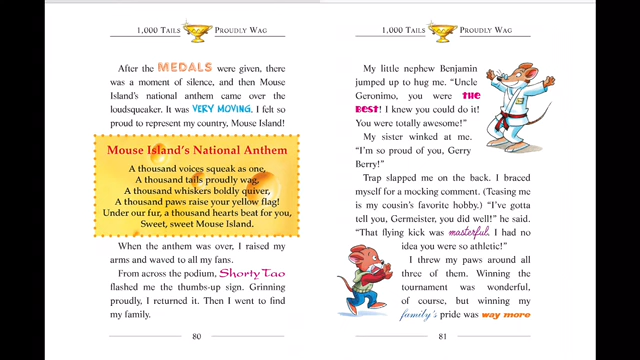 1,000 TAILS PROUDLY WAG
After the MEDALS were given, there
was a moment of silence, and then Mouse
Island's national anthem came over the
loudspeaker. It was VERY MOVING. I felt so
proud to represent my country, Mouse Island!
Mouse Island's National Anthem
A thousand voices squeak as one,
A thousand tails proudly wag,
A thousand whiskers boldly quiver,
A thousand paws raise your yellow flag!
Under our fur, a thousand hearts beat for you,
Sweet, sweet Mouse Island.
When the anthem was over, I raised my
arms and waved to all my fans.
From across the podium, Shorty Tao
flashed me the thumbs-up sign. Grinning
proudly, I returned it. Then I went to find
my family.
80
1,000 TAILS PROUDLY WAG
My little nephew Benjamin
jumped up to hug me. "Uncle
Geronimo, you were THE
BEST! I knew you could do it!
You were totally awesome!"
My sister winked at me.
"I'm so proud of you, Gerry
Berry!"
Trap slapped me on the back. I braced
myself for a mocking comment. (Teasing me
is my cousin's favorite hobby.) "I've gotta
tell you, Germeister, you did well!" he said.
"That flying kick was masterful. I had no
idea you were so athletic!"
I threw my paws around all
three of them. Winning the
tournament was wonderful,
of course, but winning my
family's pride was way more
81